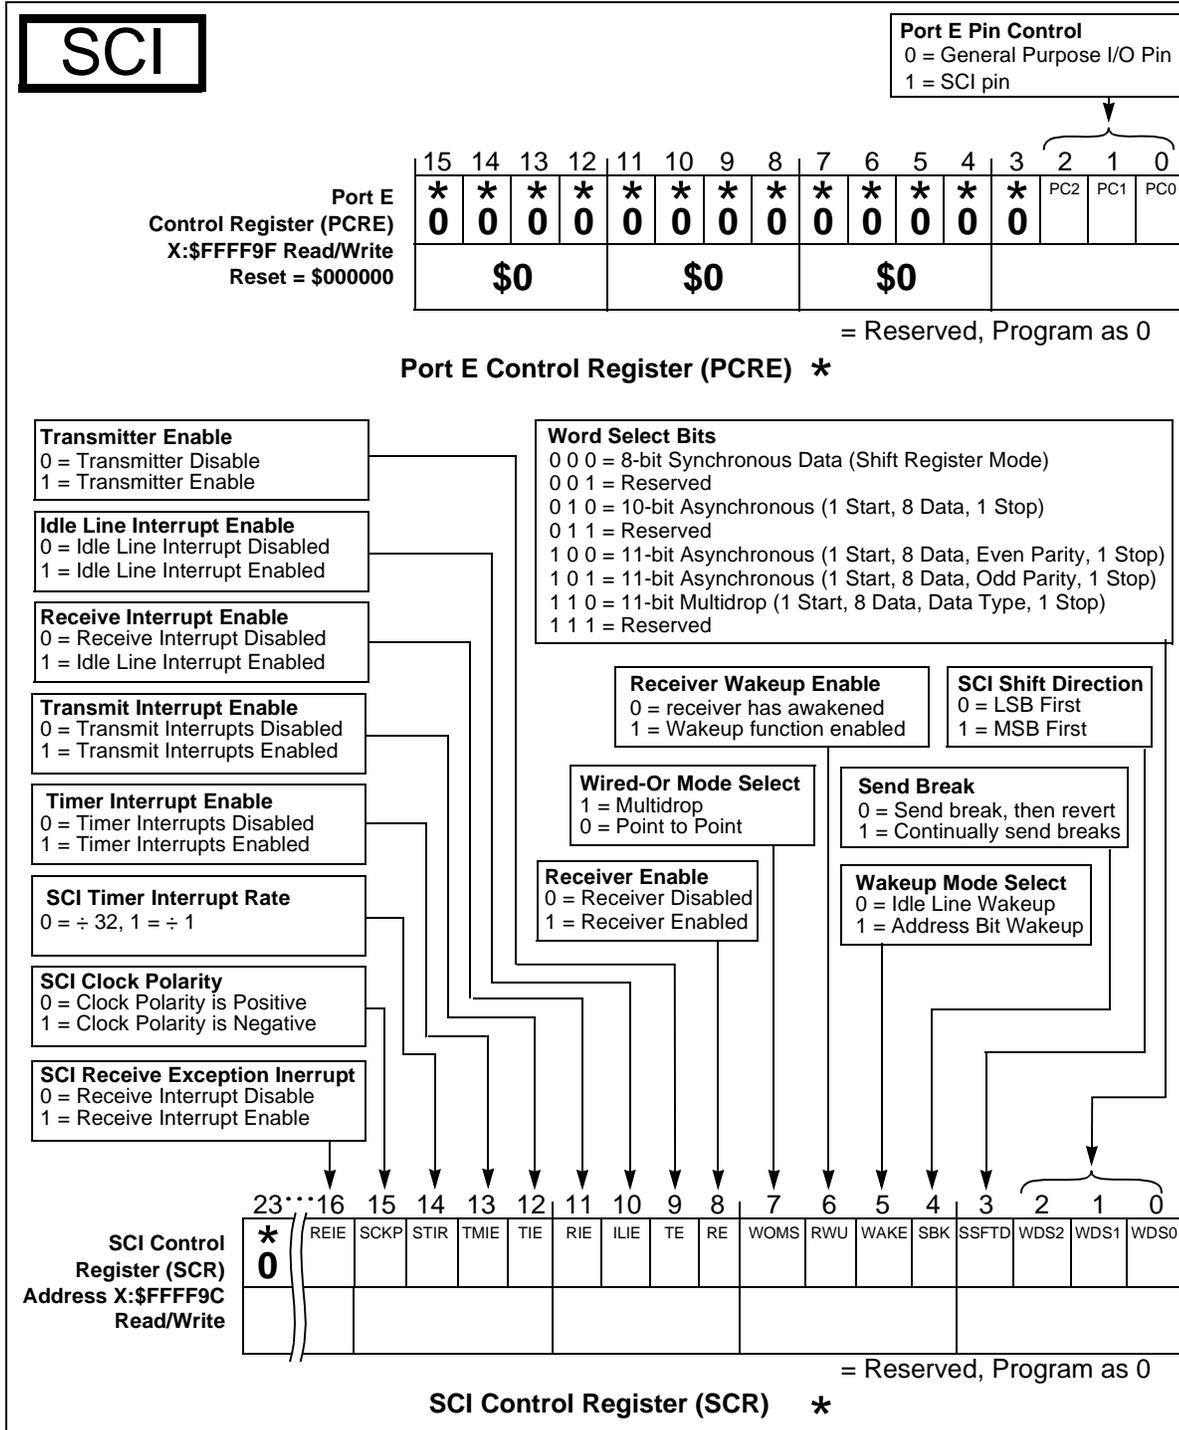 SCI
Port E Pin Control
0 = General Purpose I/O Pin
1 = SCI pin
15 14 13 12 11 10 9 8 7 6 5 4 3 2 1 0
Port E
Control Register (PCRE)
X:$FFFF9F Read/Write
Reset = $000000
* * * * * * * * * * * * * PC2 PC1 PC0
0 0 0 0 0 0 0 0 0 0 0 0 0
$0 $0 $0
= Reserved, Program as 0
Port E Control Register (PCRE) *
Transmitter Enable
0 = Transmitter Disable
1 = Transmitter Enable
Idle Line Interrupt Enable
0 = Idle Line Interrupt Disabled
1 = Idle Line Interrupt Enabled
Receive Interrupt Enable
0 = Receive Interrupt Disabled
1 = Idle Line Interrupt Enabled
Transmit Interrupt Enable
0 = Transmit Interrupts Disabled
1 = Transmit Interrupts Enabled
Timer Interrupt Enable
0 = Timer Interrupts Disabled
1 = Timer Interrupts Enabled
SCI Timer Interrupt Rate
0 = ÷ 32, 1 = ÷ 1
SCI Clock Polarity
0 = Clock Polarity is Positive
1 = Clock Polarity is Negative
SCI Receive Exception Inerrupt
0 = Receive Interrupt Disable
1 = Receive Interrupt Enable
Word Select Bits
0 0 0 = 8-bit Synchronous Data (Shift Register Mode)
0 0 1 = Reserved
0 1 0 = 10-bit Asynchronous (1 Start, 8 Data, 1 Stop)
0 1 1 = Reserved
1 0 0 = 11-bit Asynchronous (1 Start, 8 Data, Even Parity, 1 Stop)
1 0 1 = 11-bit Asynchronous (1 Start, 8 Data, Odd Parity, 1 Stop)
1 1 0 = 11-bit Multidrop (1 Start, 8 Data, Data Type, 1 Stop)
1 1 1 = Reserved
Receiver Wakeup Enable
0 = receiver has awakened
1 = Wakeup function enabled
SCI Shift Direction
0 = LSB First
1 = MSB First
Wired-Or Mode Select
1 = Multidrop
0 = Point to Point
Send Break
0 = Send break, then revert
1 = Continually send breaks
Receiver Enable
0 = Receiver Disabled
1 = Receiver Enabled
Wakeup Mode Select
0 = Idle Line Wakeup
1 = Address Bit Wakeup
23 ... 16 15 14 13 12 11 10 9 8 7 6 5 4 3 2 1 0
SCI Control
Register (SCR)
Address X:$FFFF9C
Read/Write
* REIE SCKP STIR TMIE TIE RIE ILIE TE RE WOMS RWU WAKE SBK SSFTD WDS2 WDS1 WDS0
0
= Reserved, Program as 0
SCI Control Register (SCR) *